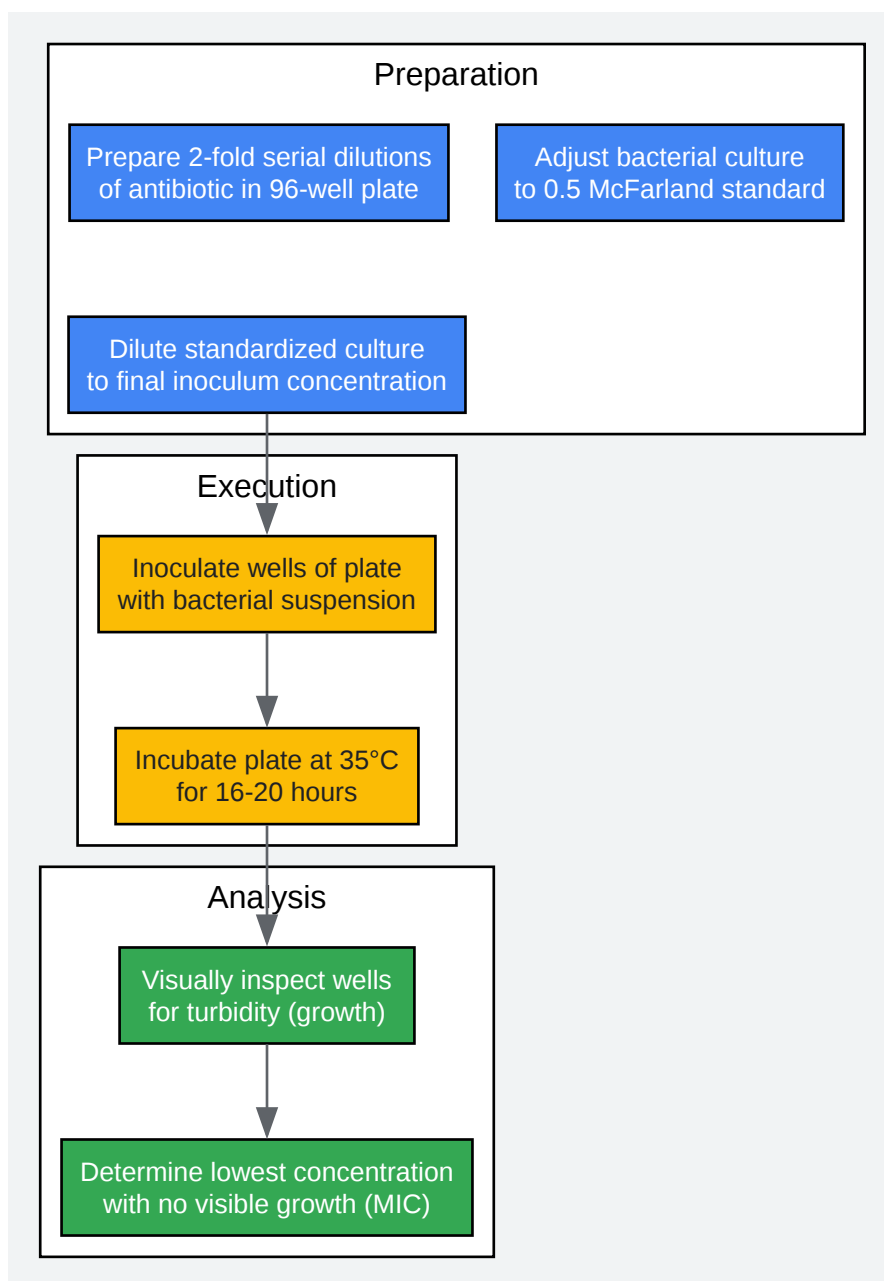 Preparation
Prepare 2-fold serial dilutions
of antibiotic in 96-well plate
Adjust bacterial culture
to 0.5 McFarland standard
Dilute standardized culture
to final inoculum concentration
Execution
Inoculate wells of plate
with bacterial suspension
Incubate plate at 35°C
for 16-20 hours
Analysis
Visually inspect wells
for turbidity (growth)
Determine lowest concentration
with no visible growth (MIC)